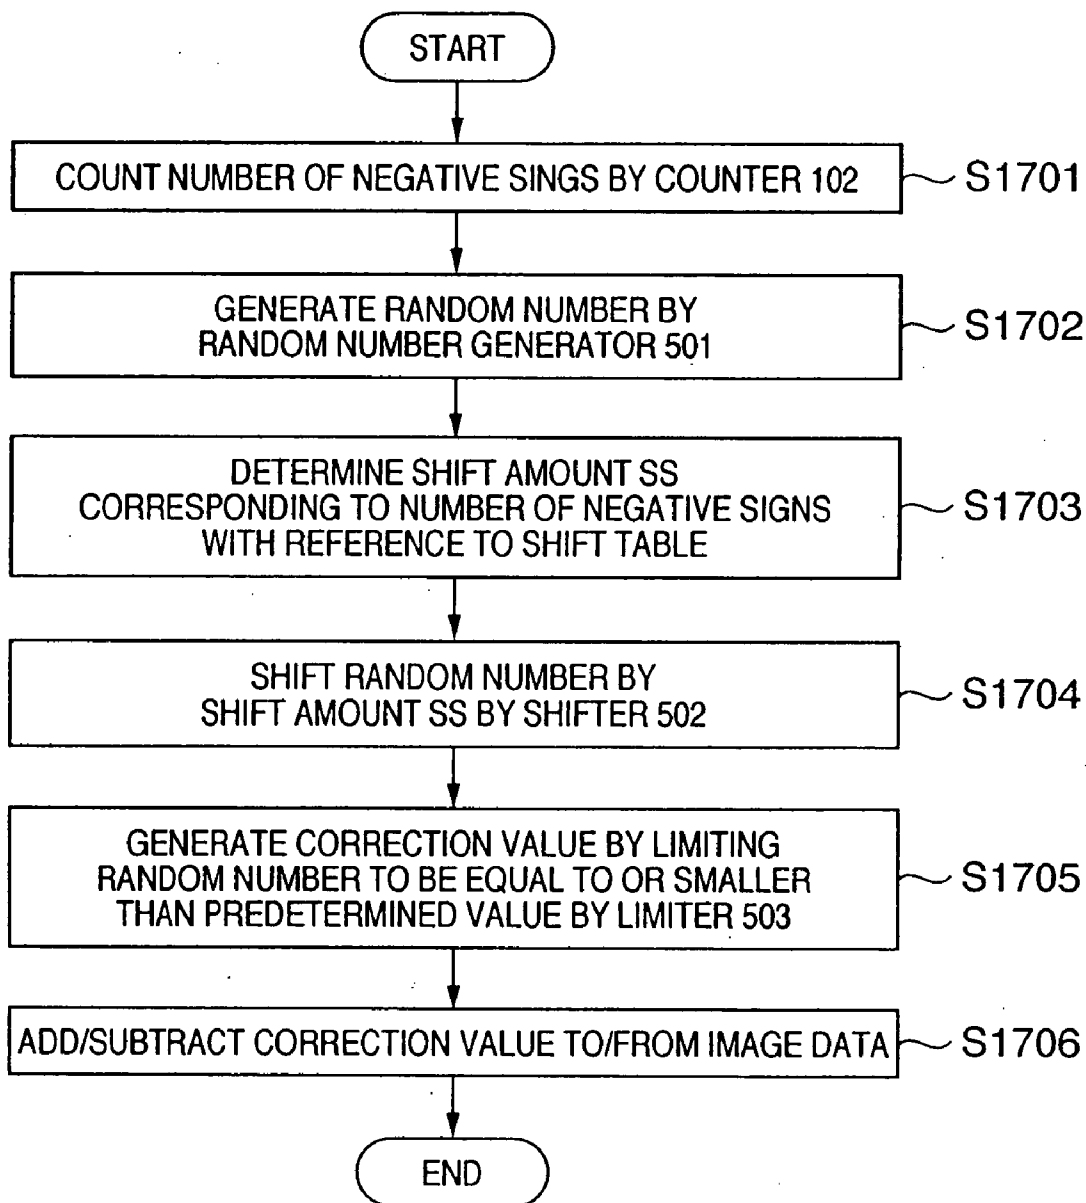 START
COUNT NUMBER OF NEGATIVE SINGS BY COUNTER 102
S1701
GENERATE RANDOM NUMBER BY
RANDOM NUMBER GENERATOR 501
S1702
DETERMINE SHIFT AMOUNT SS
CORRESPONDING TO NUMBER OF NEGATIVE SIGNS
WITH REFERENCE TO SHIFT TABLE
S1703
SHIFT RANDOM NUMBER BY
SHIFT AMOUNT SS BY SHIFTER 502
S1704
GENERATE CORRECTION VALUE BY LIMITING
RANDOM NUMBER TO BE EQUAL TO OR SMALLER
THAN PREDETERMINED VALUE BY LIMITER 503
S1705
ADD/SUBTRACT CORRECTION VALUE TO/FROM IMAGE DATA
S1706
END